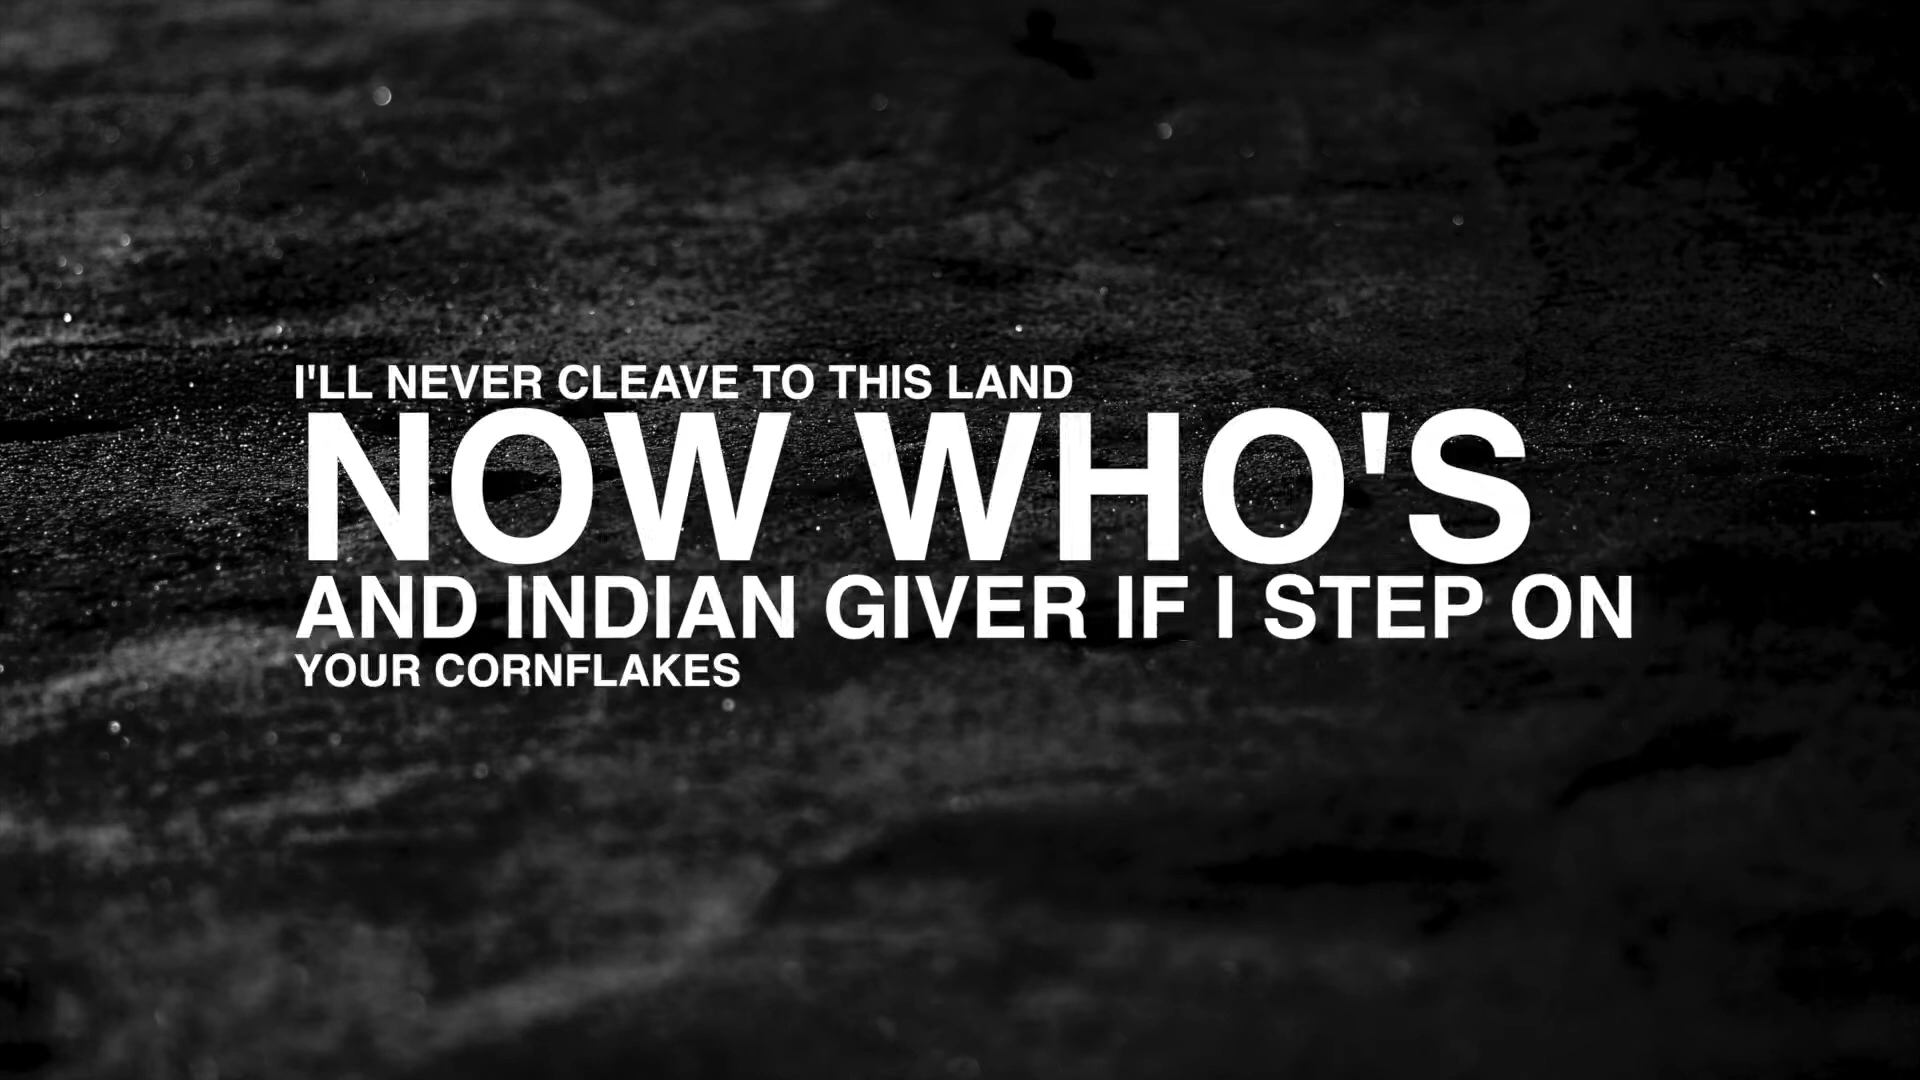 I'LL NEVER CLEAVE TO THIS LAND
NOW WHO'S
AND INDIAN GIVER IF I STEP ON
YOUR CORNFLAKES